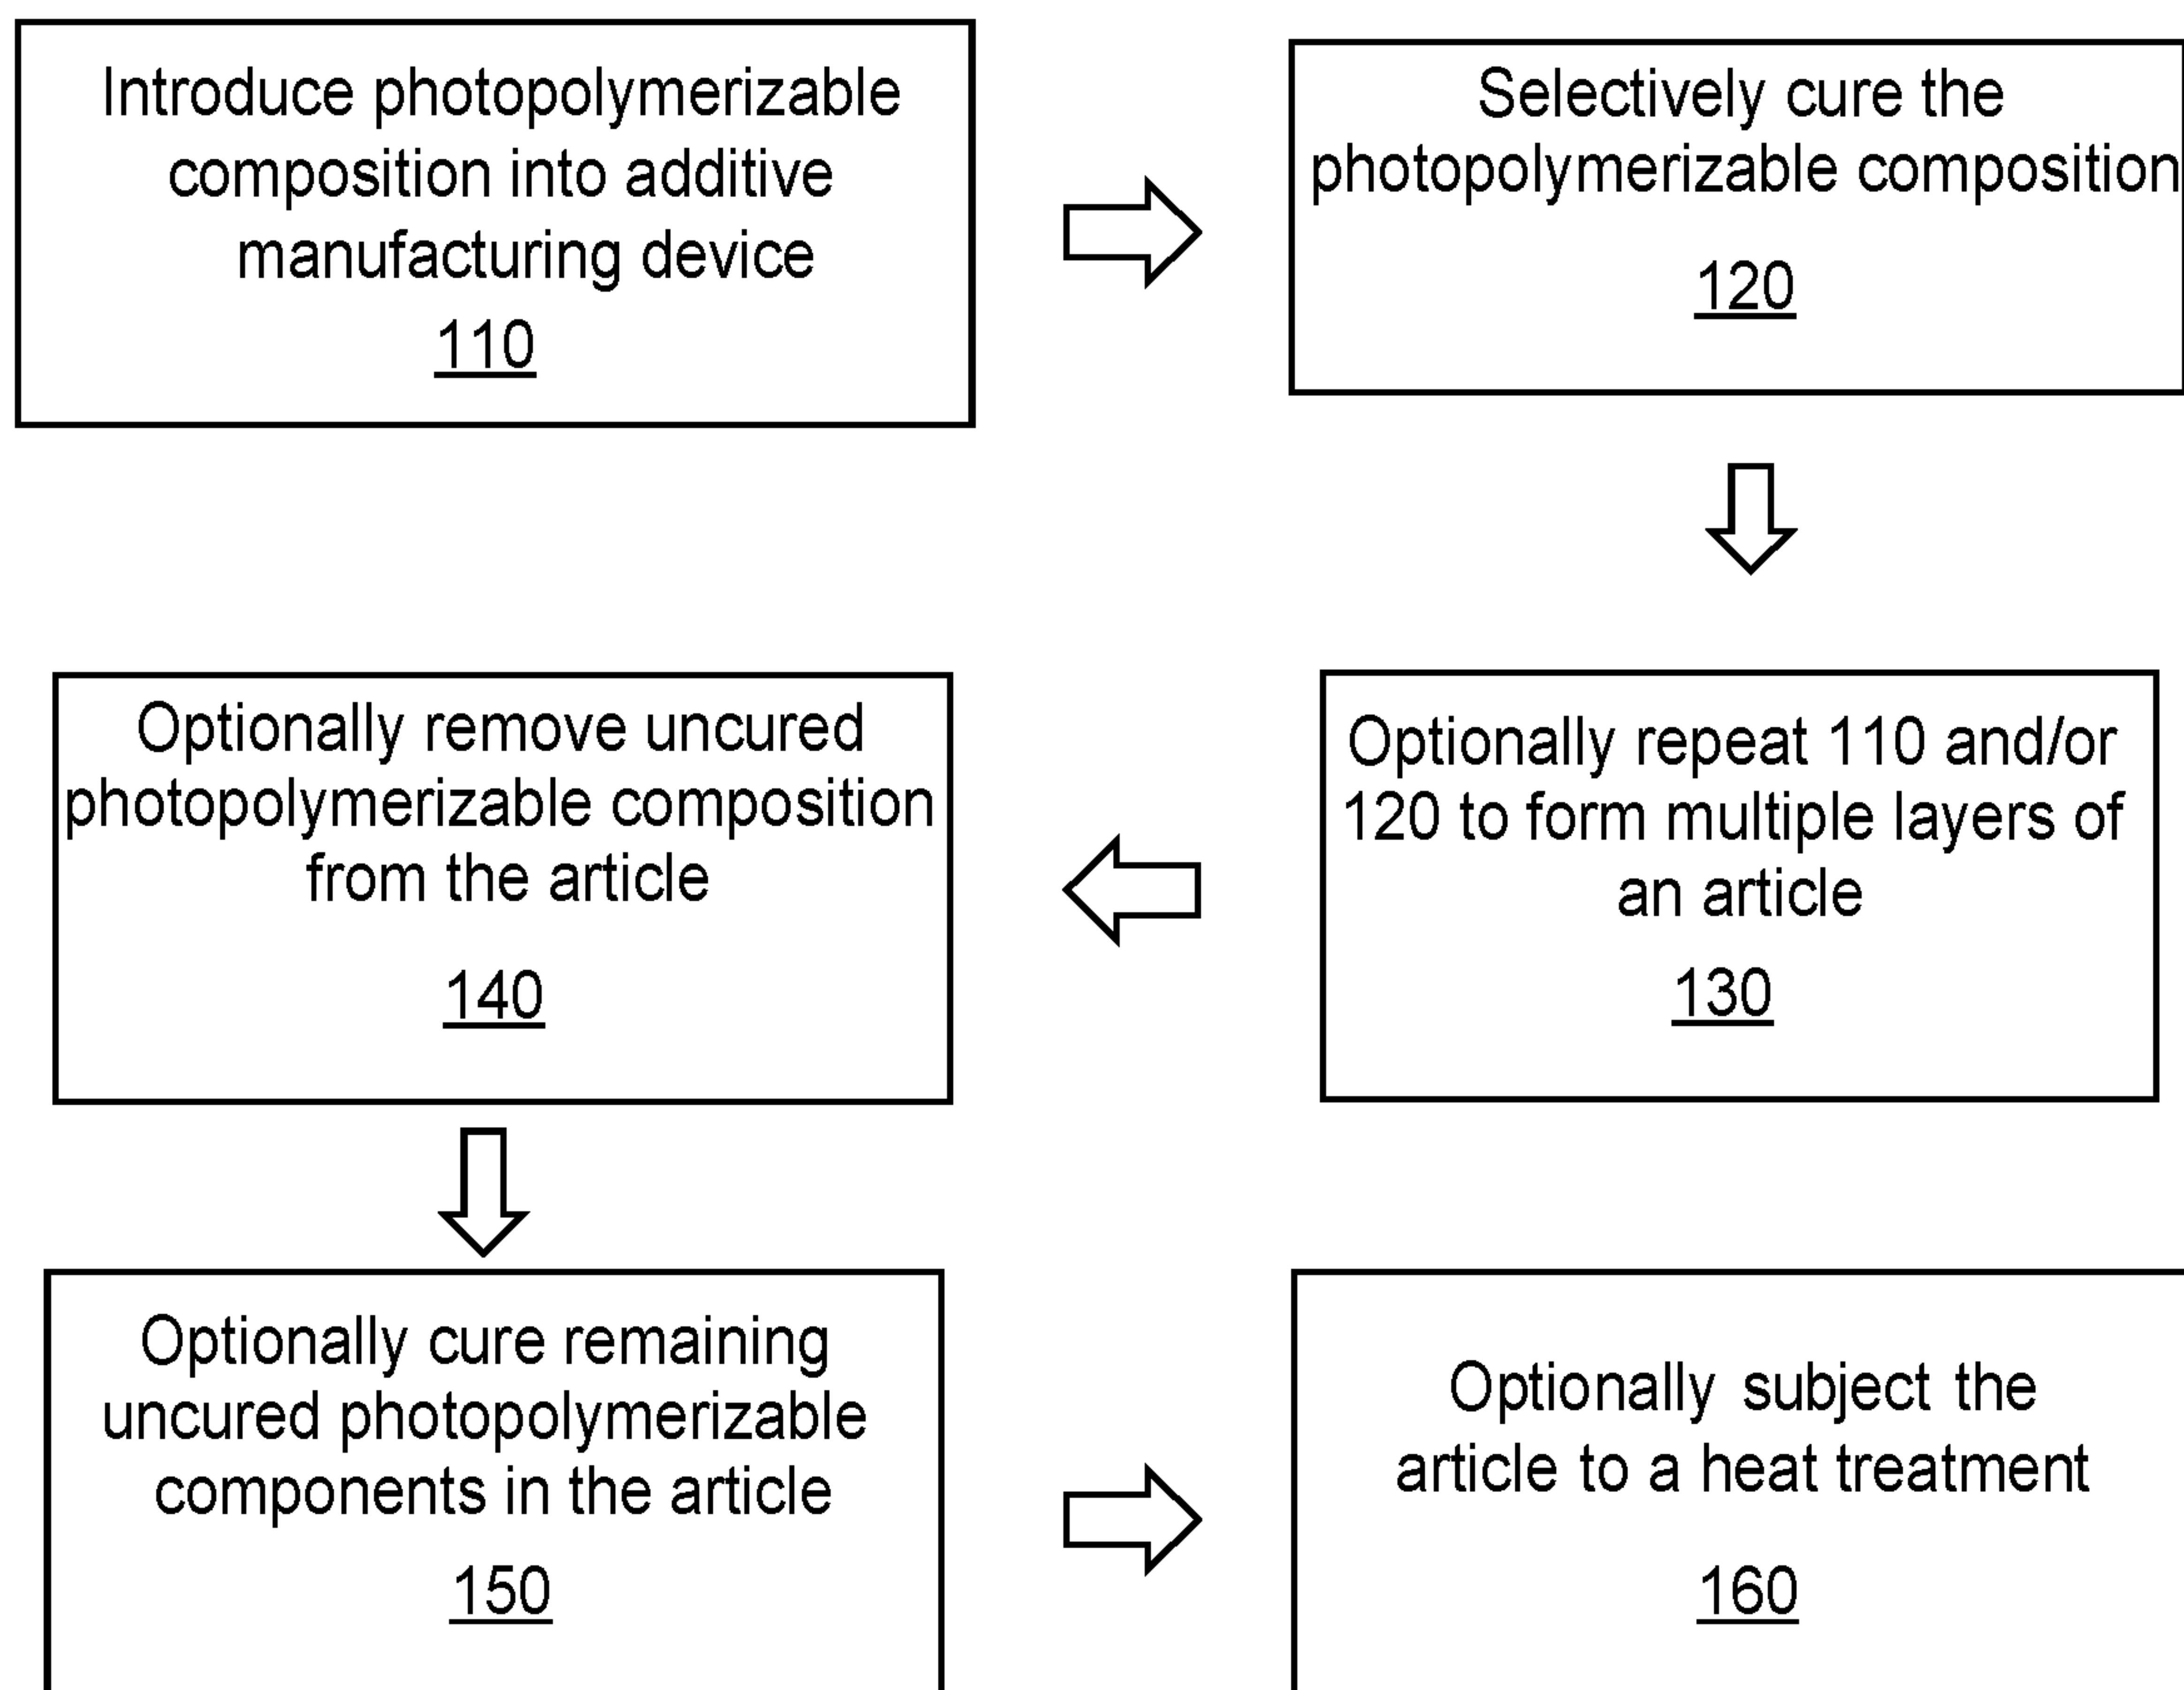 Introduce photopolymerizable
composition into additive
manufacturing device
110
Selectively cure the
photopolymerizable composition
120
Optionally repeat 110 and/or
120 to form multiple layers of
an article
130
Optionally remove uncured
photopolymerizable composition
from the article
140
Optionally cure remaining
uncured photopolymerizable
components in the article
150
Optionally subject the
article to a heat treatment
160